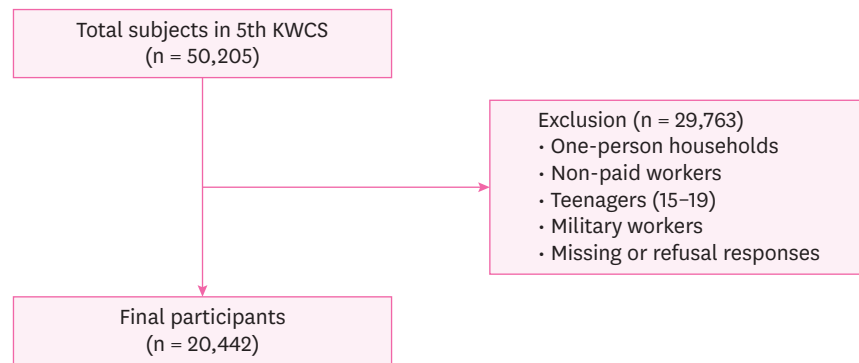 Total subjects in 5th KWCS
(n = 50,205)
Exclusion (n = 29,763)
• One-person households
• Non-paid workers
• Teenagers (15–19)
• Military workers
• Missing or refusal responses
Final participants
(n = 20,442)